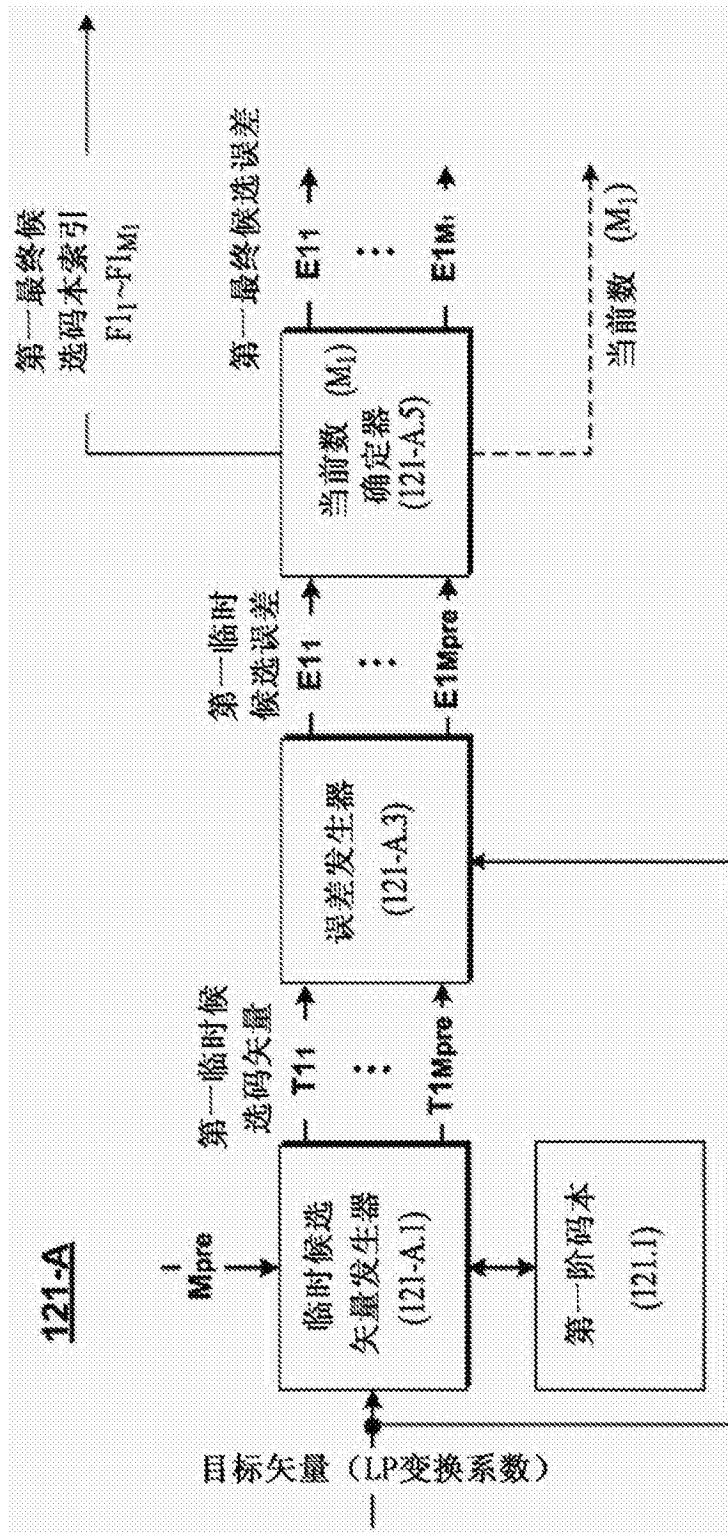 121-A
目标矢量（LP变换系数）
Mpre
临时候选
矢量发生器
(121-A.1)
第一阶码本
(121.1)
第一临时候
选码矢量
T11
⋮
T1Mpre
误差发生器
(121-A.3)
第一临时
候选误差
E11
⋮
E1Mpre
当前数 (M1)
确定器
(121-A.5)
第一最终候
选码本索引
F11~F1M1
第一最终候选误差
E11
⋮
E1M1
当前数 (M1)